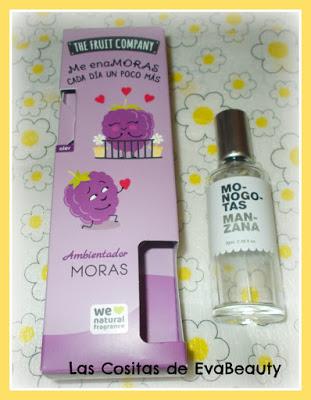 THE FRUIT COMPANY
Me enaMORAS
CADA DÍA UN POCO MÁS
oler
Ambientador
MORAS
we
natural
fragrance
MO-
NOGO-
TAS
MAN-
ZANA
Las Cositas de EvaBeauty